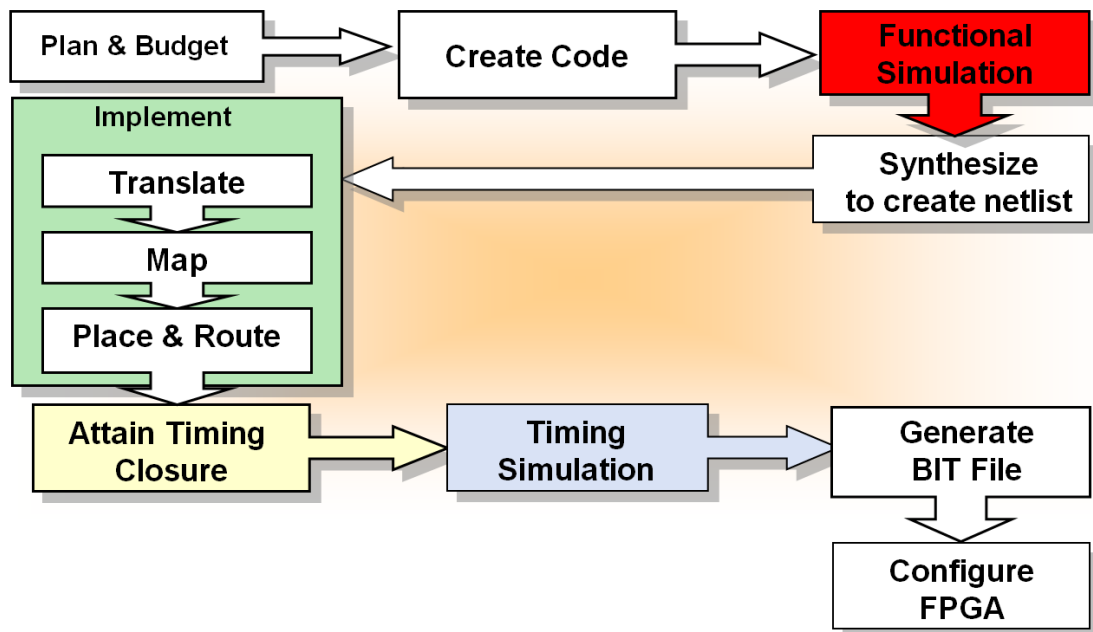 Plan & Budget
Create Code
Functional
Simulation
Synthesize
to create netlist
Implement
Translate
Map
Place & Route
Attain Timing
Closure
Timing
Simulation
Generate
BIT File
Configure
FPGA